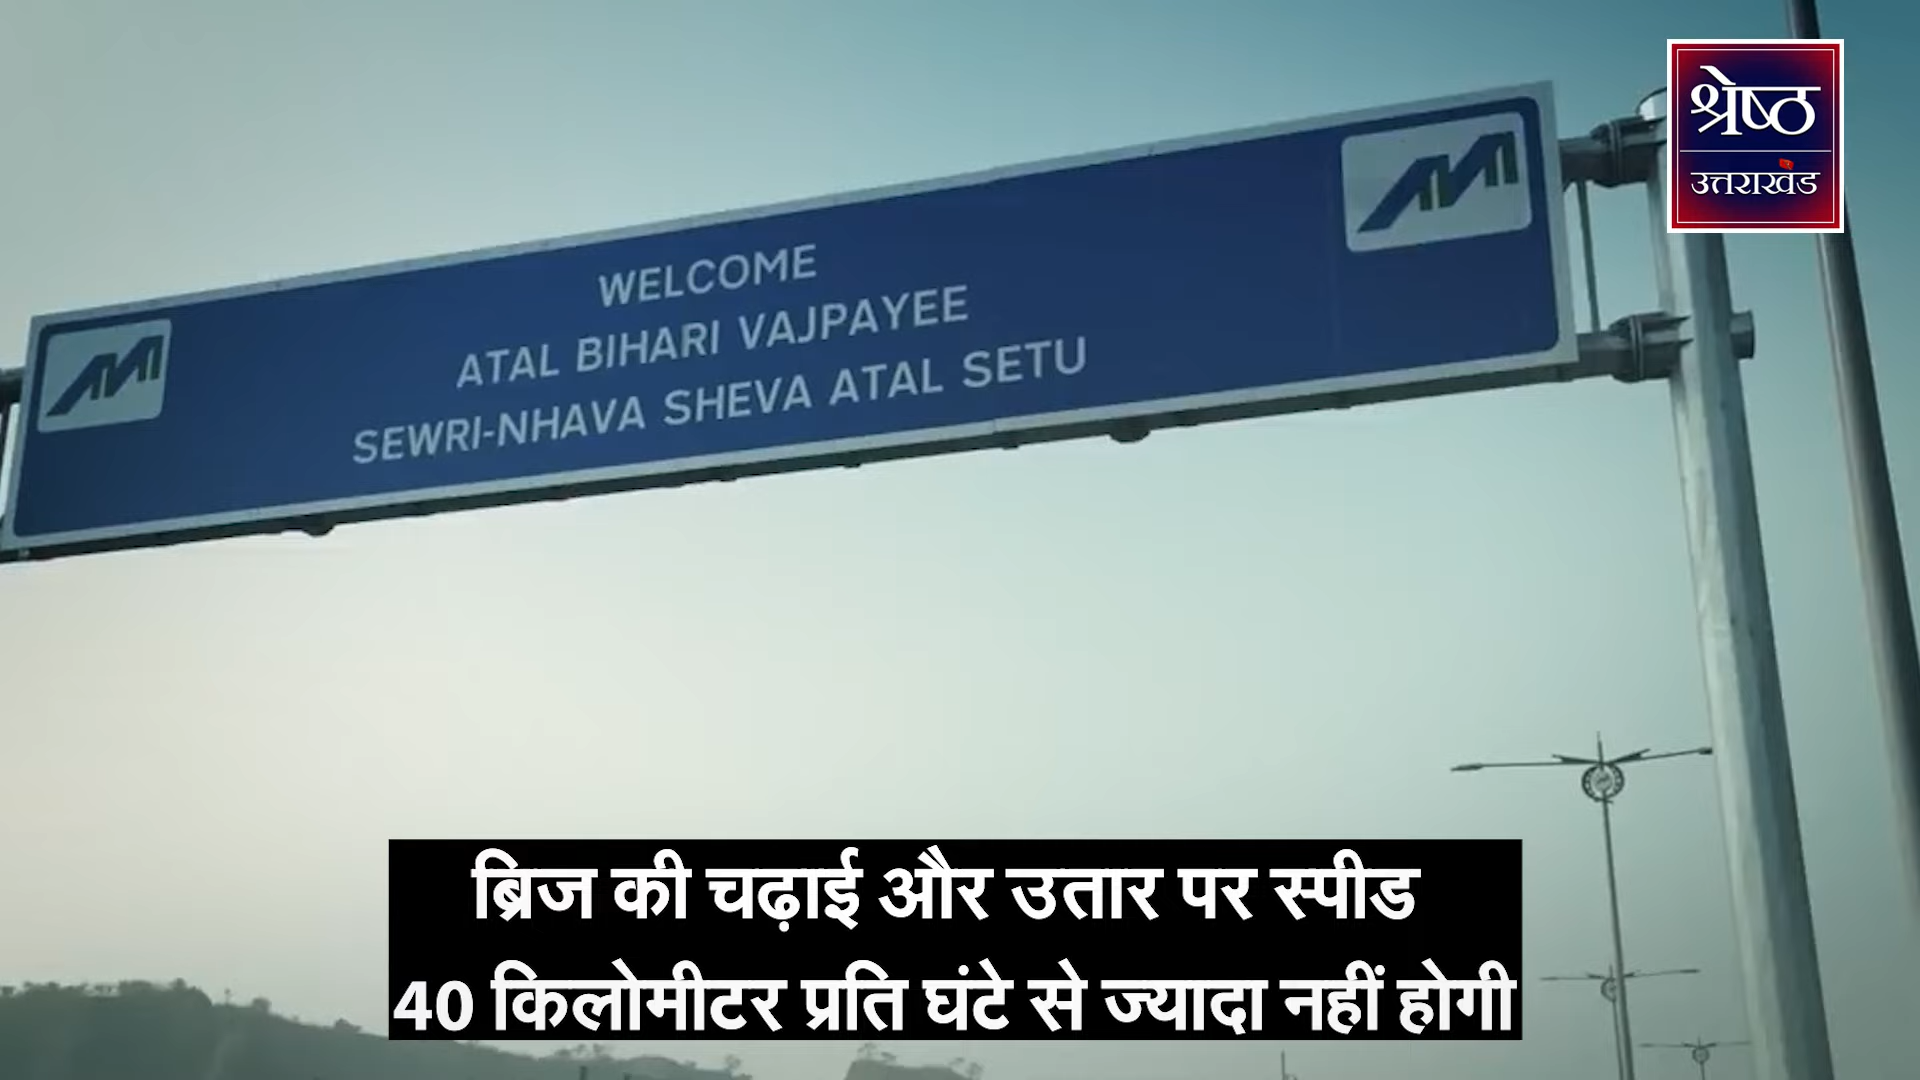 श्रेष्ठ
उत्तराखंड
WELCOME
ATAL BIHARI VAJPAYEE
SEWRI-NHAVA SHEVA ATAL SETU
ब्रिज की चढ़ाई और उतार पर स्पीड
40 किलोमीटर प्रति घंटे से ज्यादा नहीं होगी